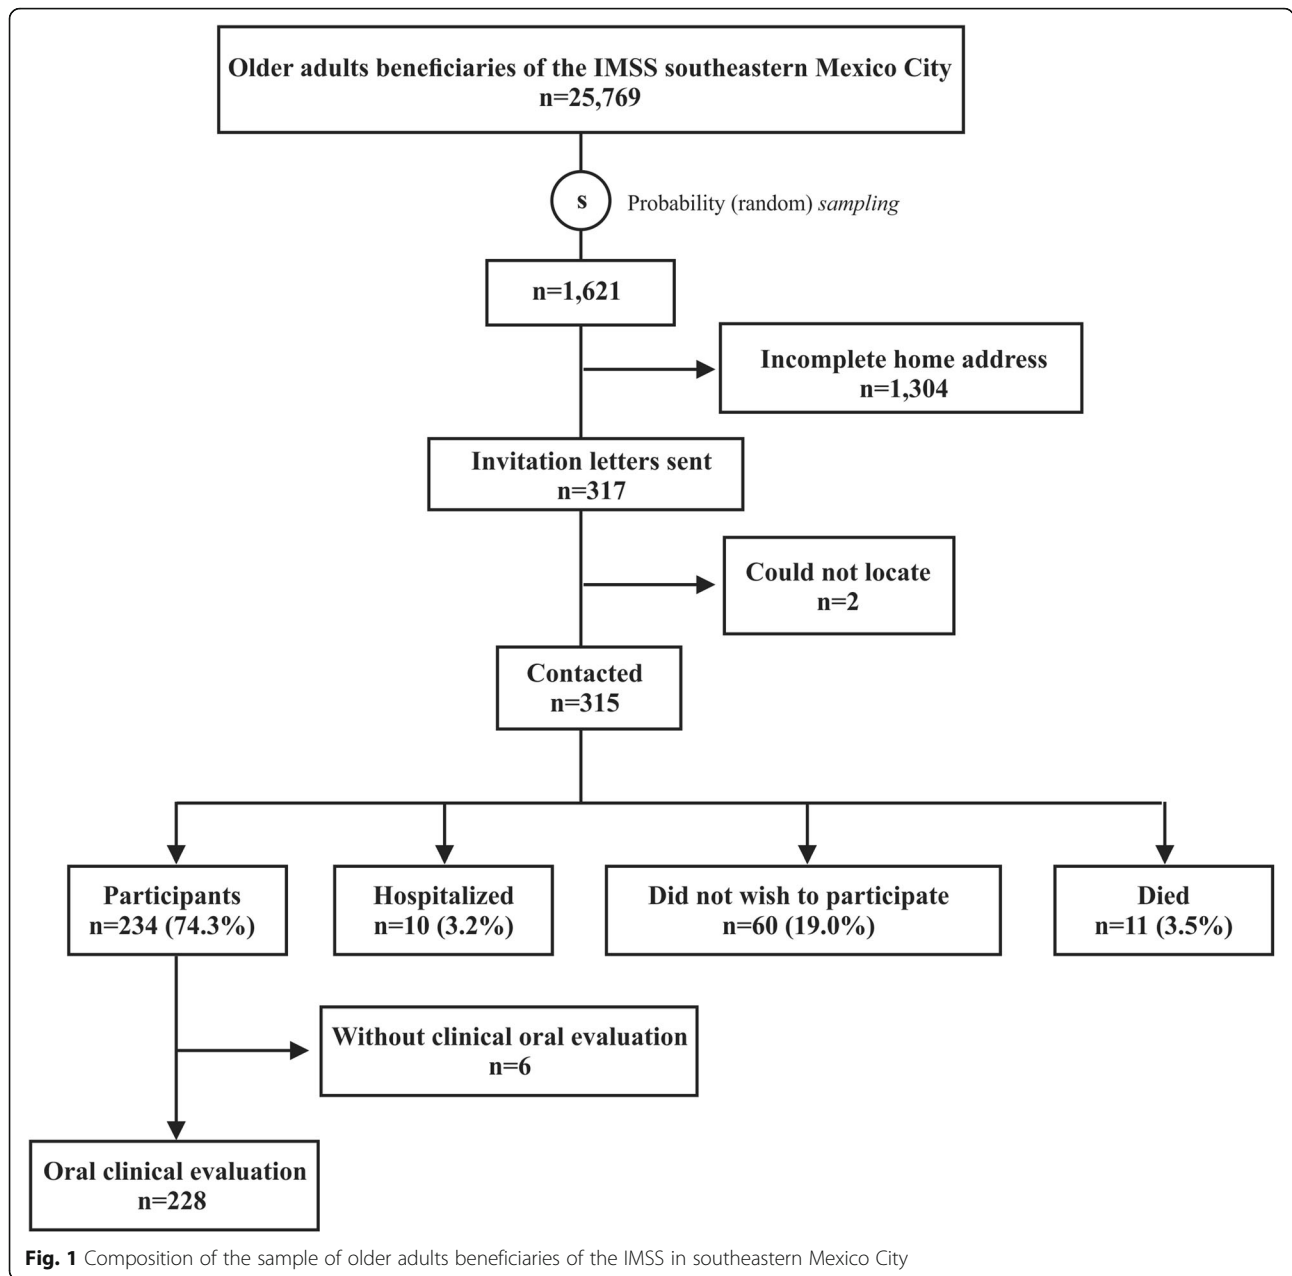 Older adults beneficiaries of the IMSS southeastern Mexico City
n=25,769
s
Probability (random) sampling
n=1,621
Incomplete home address
n=1,304
Invitation letters sent
n=317
Could not locate
n=2
Contacted
n=315
Participants
n=234 (74.3%)
Hospitalized
n=10 (3.2%)
Did not wish to participate
n=60 (19.0%)
Died
n=11 (3.5%)
Without clinical oral evaluation
n=6
Oral clinical evaluation
n=228
Fig. 1 Composition of the sample of older adults beneficiaries of the IMSS in southeastern Mexico City